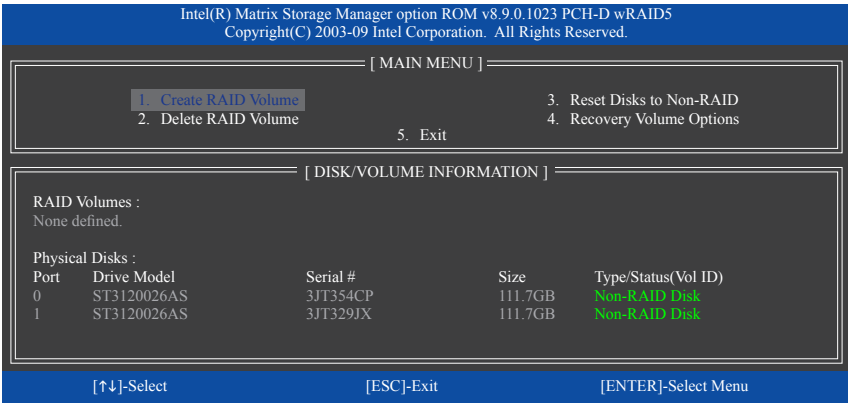 Intel(R) Matrix Storage Manager option ROM v8.9.0.1023 PCH-D wRAID5
Copyright(C) 2003-09 Intel Corporation. All Rights Reserved.
[ MAIN MENU ]
1. Create RAID Volume 3. Reset Disks to Non-RAID
2. Delete RAID Volume 4. Recovery Volume Options
5. Exit
[ DISK/VOLUME INFORMATION ]
RAID Volumes :
None defined.
Physical Disks :
Port Drive Model Serial # Size Type/Status(Vol ID)
0 ST3120026AS 3JT354CP 111.7GB Non-RAID Disk
1 ST3120026AS 3JT329JX 111.7GB Non-RAID Disk
[↑↓]-Select [ESC]-Exit [ENTER]-Select Menu